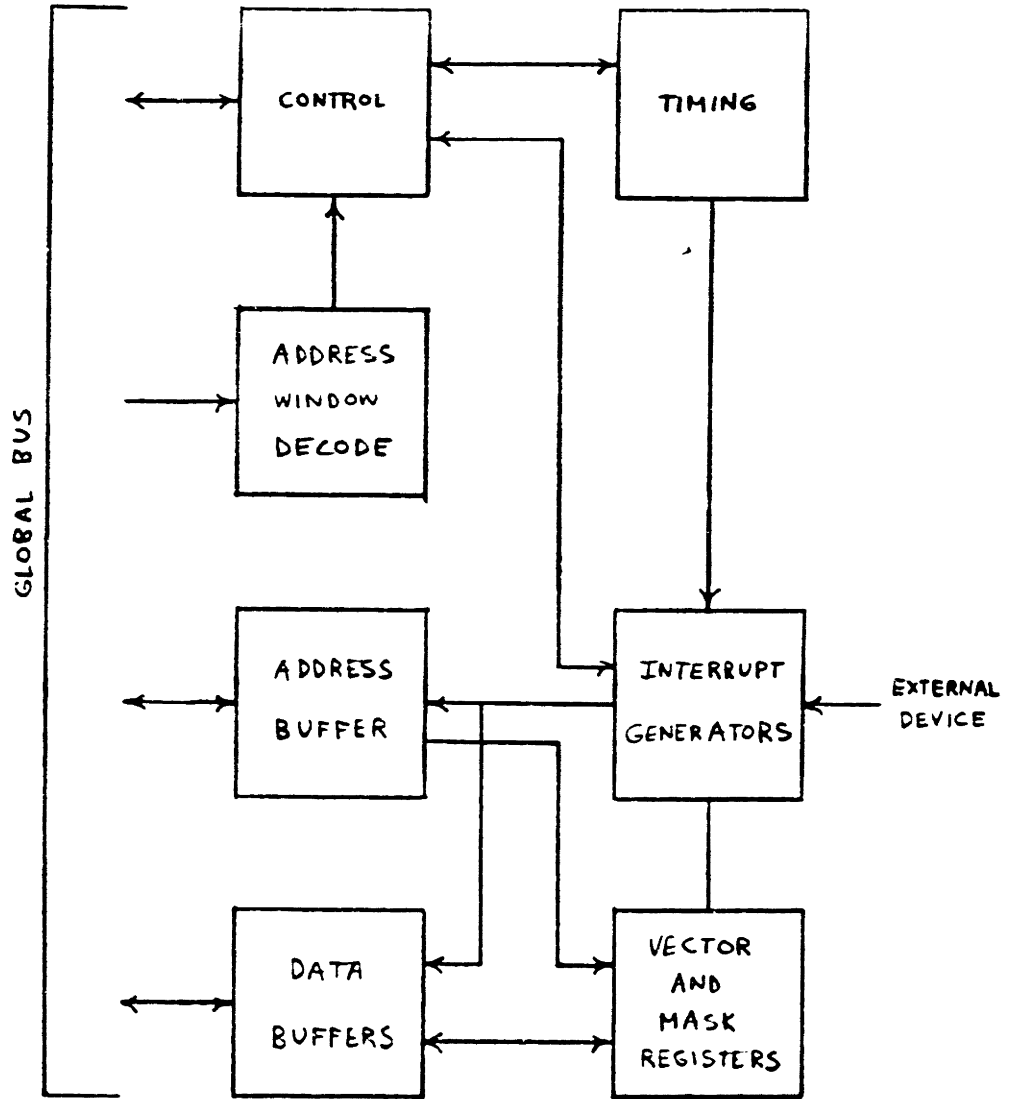 GLOBAL BUS
CONTROL
TIMING
ADDRESS
WINDOW
DECODE
ADDRESS
BUFFER
INTERRUPT
GENERATORS
EXTERNAL
DEVICE
DATA
BUFFERS
VECTOR
AND
MASK
REGISTERS